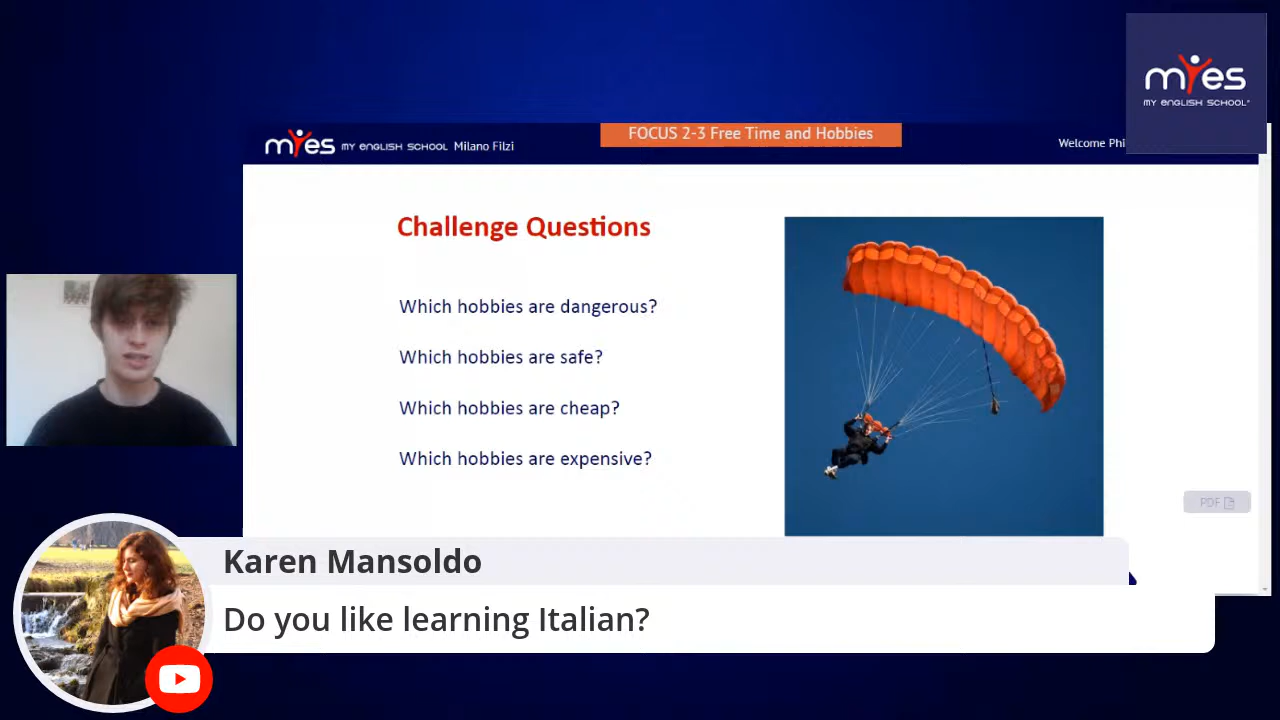 myes
MY ENGLISH SCHOOL
myes MY ENGLISH SCHOOL Milano Filzi
FOCUS 2-3 Free Time and Hobbies
Welcome Phi
Challenge Questions
Which hobbies are dangerous?
Which hobbies are safe?
Which hobbies are cheap?
Which hobbies are expensive?
PDF
Karen Mansoldo
Do you like learning Italian?